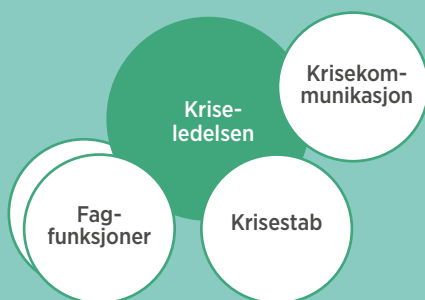 Krisekom-
munikasjon
Krise-
ledelsen
Fag-
funksjoner
Krisestab